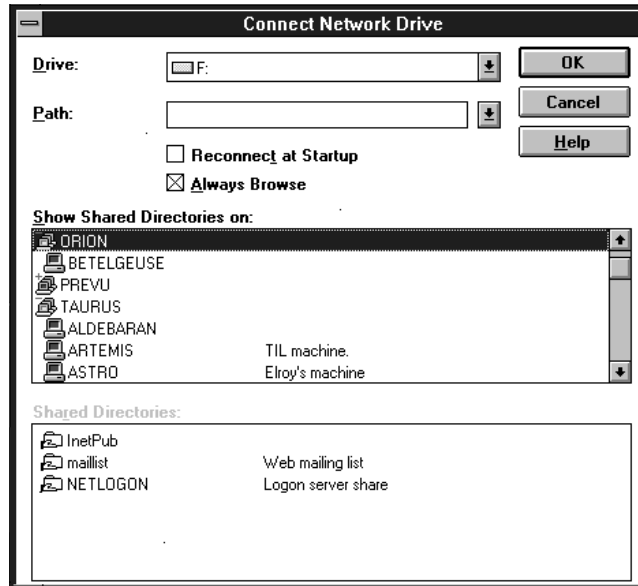 Connect Network Drive
Drive: F: OK
Path: Cancel
Help
Reconnect at Startup
Always Browse
Show Shared Directories on:
ORION
BETELGEUSE
PREVU
TAURUS
ALDEBARAN
ARTEMIS TIL machine.
ASTRO Elroy's machine
Shared Directories:
InetPub
maillist Web mailing list
NETLOGON Logon server share